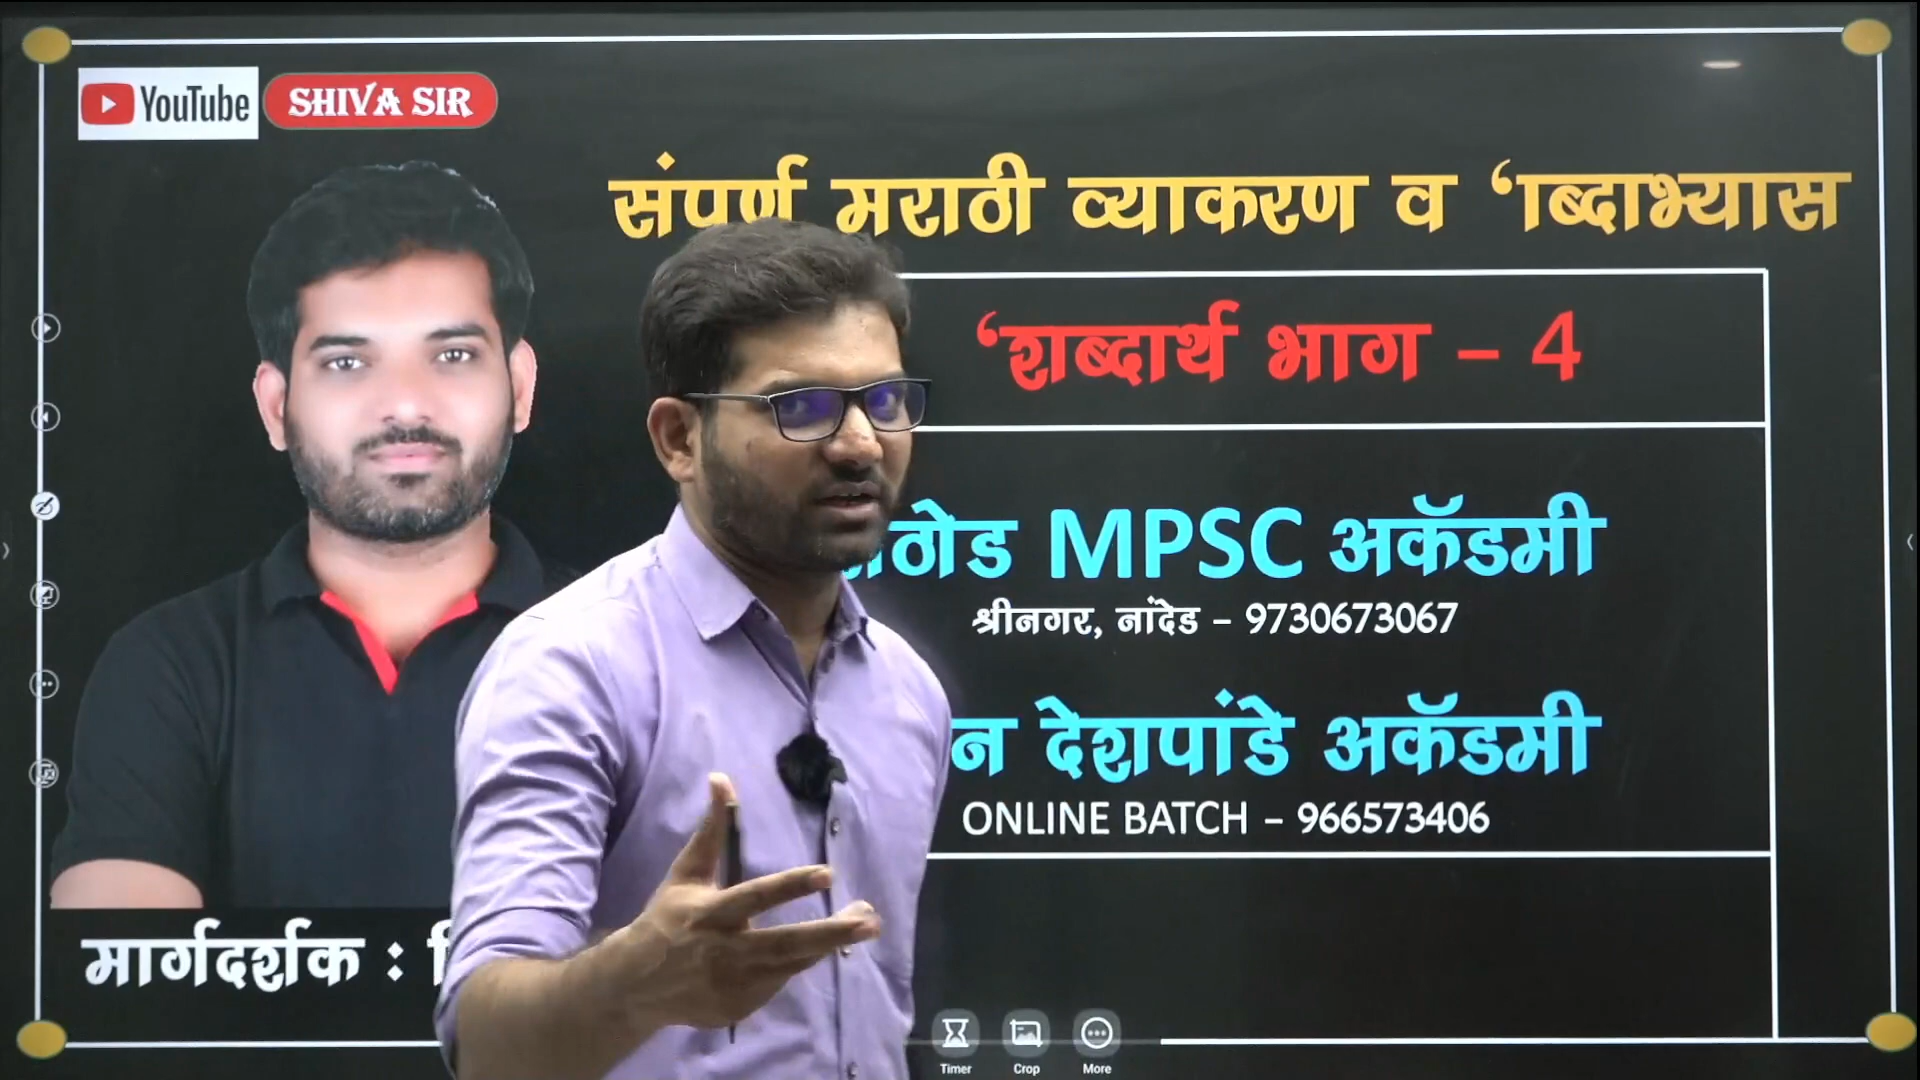 YouTube SHIVA SIR
संपूर्ण मराठी व्याकरण व ‘ाब्दाभ्यास
‘शब्दार्थ भाग – 4
MPSC अकॅडमी
श्रीनगर, नांदेड – 9730673067
देशपांडे अकॅडमी
ONLINE BATCH – 966573406
मार्गदर्शक :
Timer Crop More